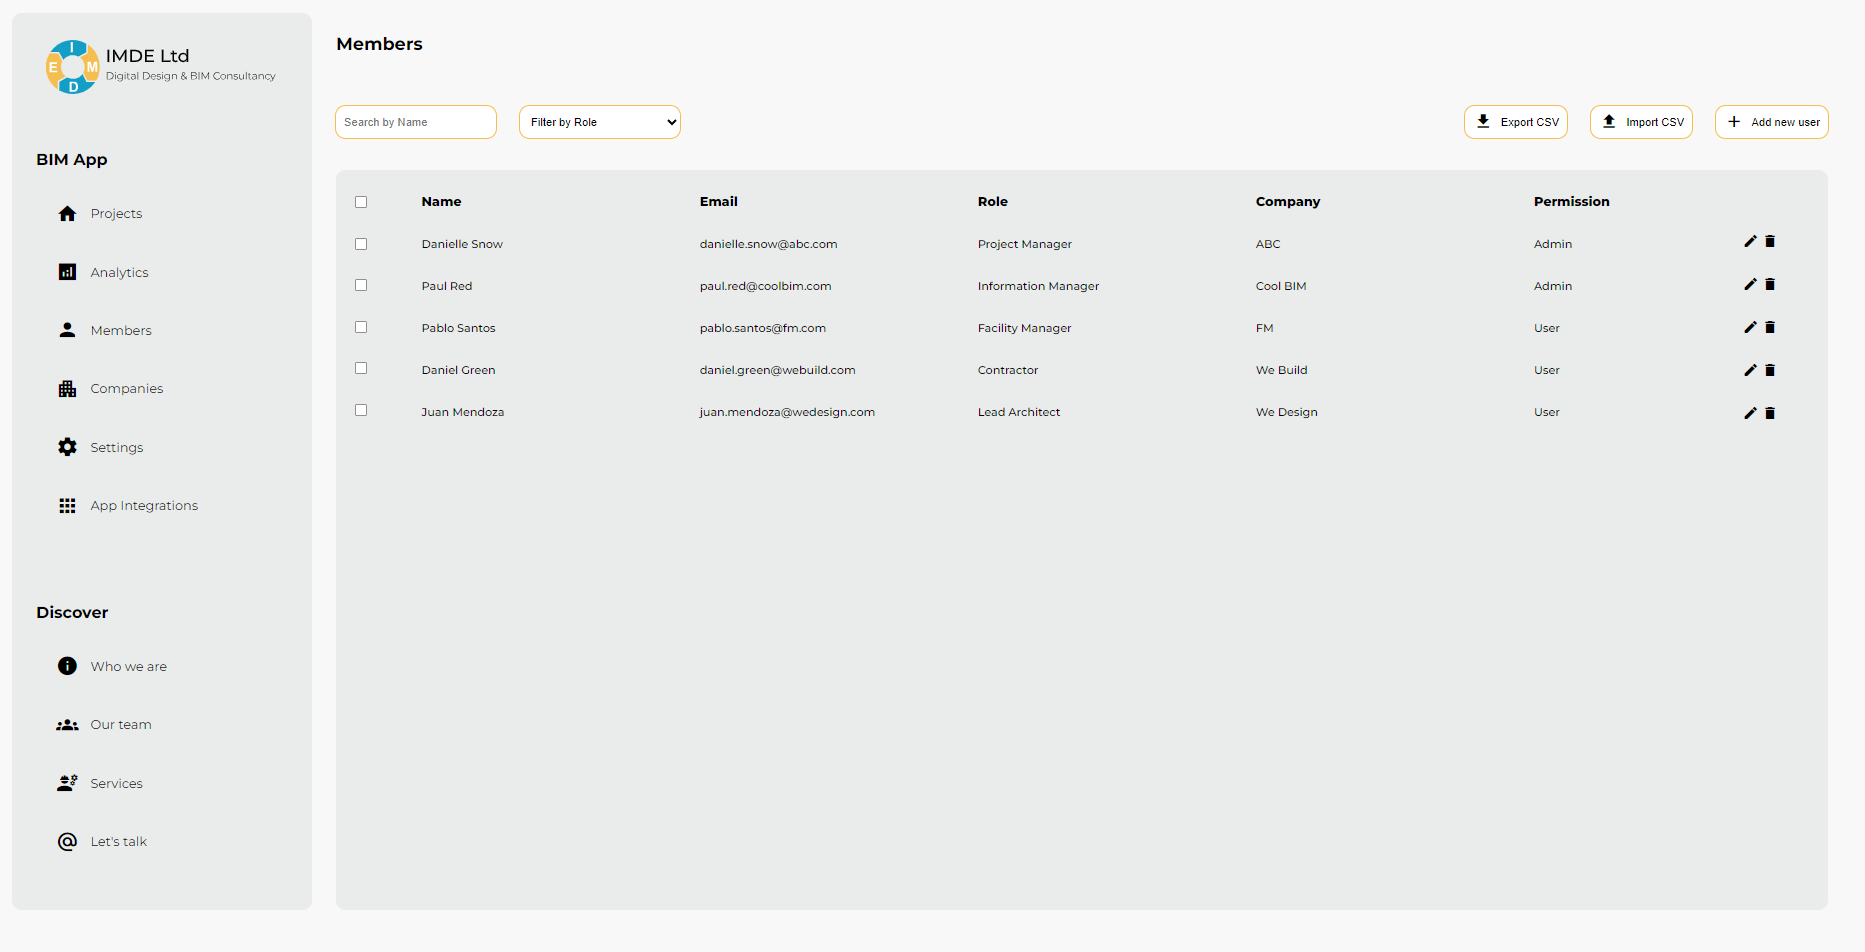 I
E M
D
IMDE Ltd
Digital Design & BIM Consultancy
BIM App
Projects
Analytics
Members
Companies
Settings
App Integrations
Discover
Who we are
Our team
Services
Let's talk
Members
Search by Name
Filter by Role
Export CSV
Import CSV
Add new user
Name Email Role Company Permission
Danielle Snow danielle.snow@abc.com Project Manager ABC Admin
Paul Red paul.red@coolbim.com Information Manager Cool BIM Admin
Pablo Santos pablo.santos@fm.com Facility Manager FM User
Daniel Green daniel.green@webuild.com Contractor We Build User
Juan Mendoza juan.mendoza@wedesign.com Lead Architect We Design User